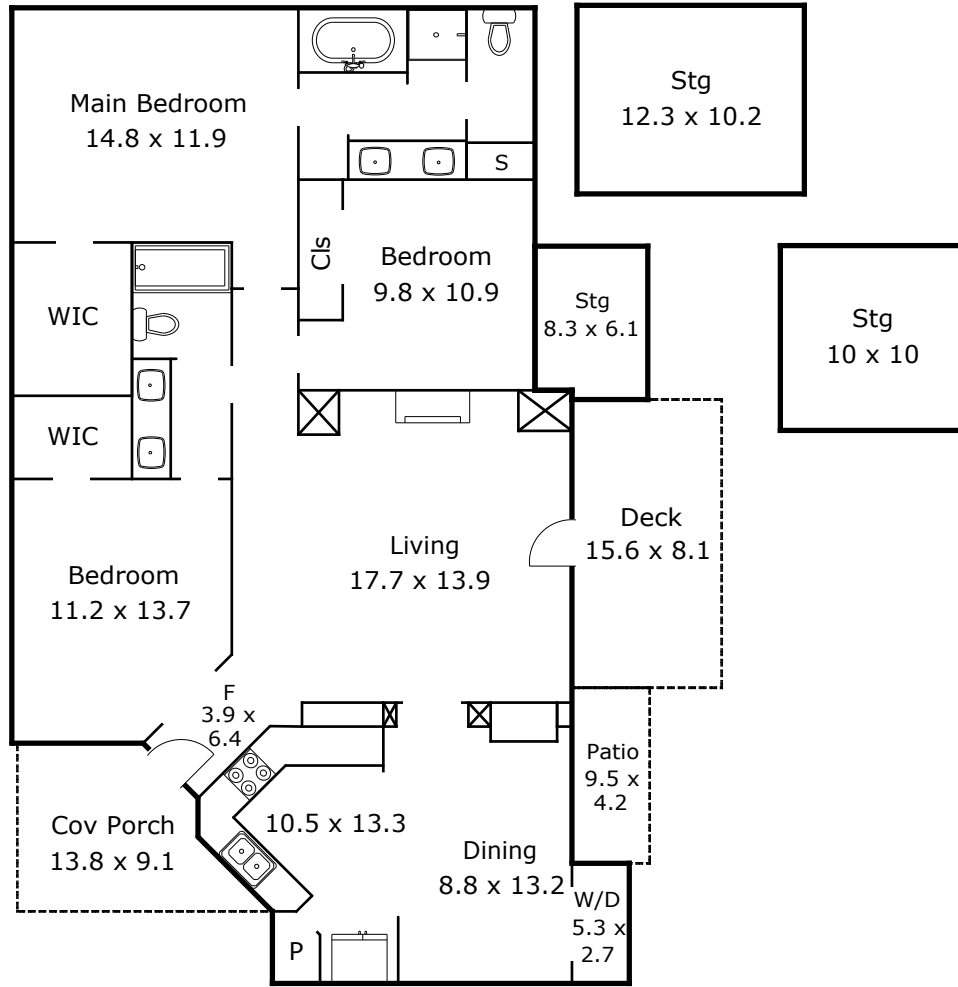 Main Bedroom
14.8 x 11.9
Stg
12.3 x 10.2
S
Cls
Bedroom
9.8 x 10.9
Stg
8.3 x 6.1
Stg
10 x 10
WIC
WIC
Bedroom
11.2 x 13.7
Living
17.7 x 13.9
Deck
15.6 x 8.1
F
3.9 x
6.4
Patio
9.5 x
4.2
Cov Porch
13.8 x 9.1
10.5 x 13.3
Dining
8.8 x 13.2
W/D
5.3 x
2.7
P